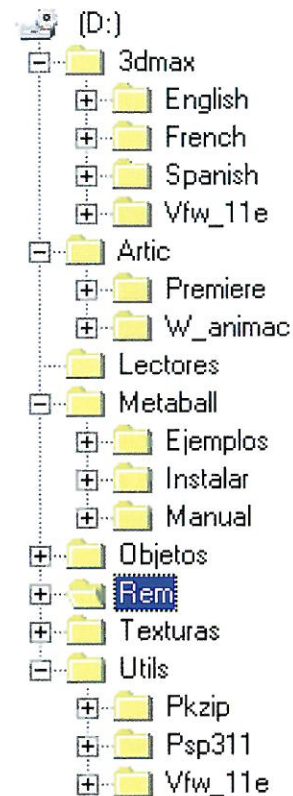 (D:)
3dmax
English
French
Spanish
Vfw_11e
Artic
Premiere
W_animac
Lectores
Metaball
Ejemplos
Instalar
Manual
Objetos
Rem
Texturas
Utils
Pkzip
Psp311
Vfw_11e